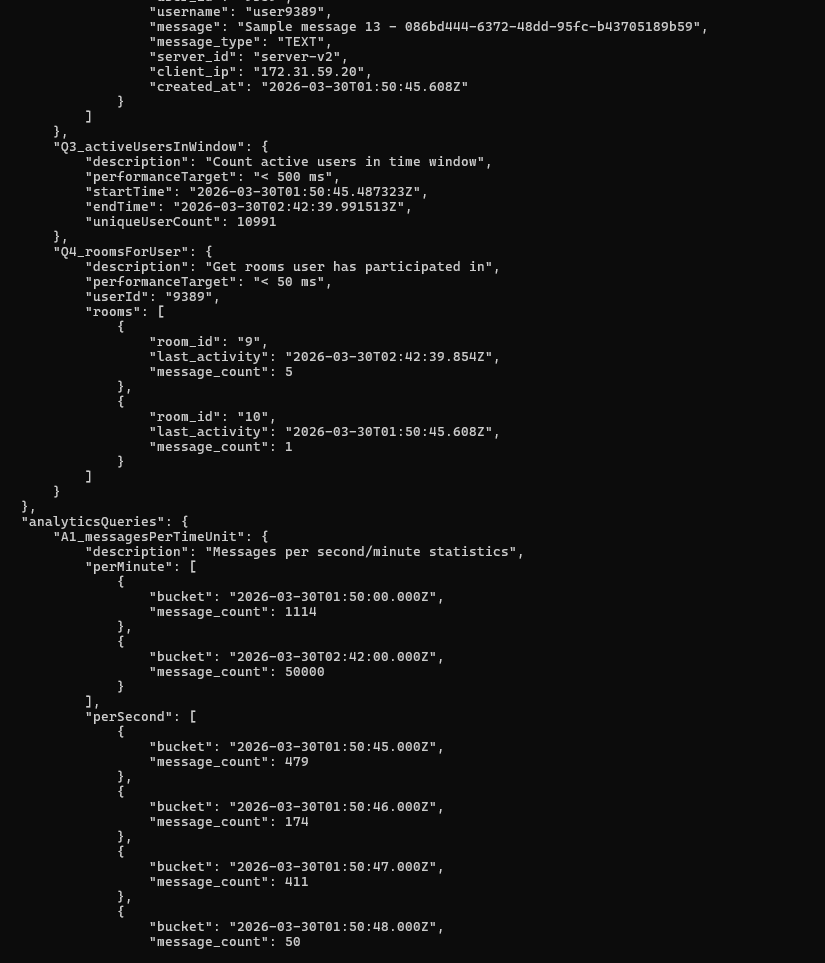 "username": "user9389",
"message": "Sample message 13 - 086bd444-6372-48dd-95fc-b43705189b59",
"message_type": "TEXT",
"server_id": "server-v2",
"client_ip": "172.31.59.20",
"created_at": "2026-03-30T01:50:45.608Z"
}
]
},
"Q3_activeUsersInWindow": {
"description": "Count active users in time window",
"performanceTarget": "< 500 ms",
"startTime": "2026-03-30T01:50:45.487323Z",
"endTime": "2026-03-30T02:42:39.991513Z",
"uniqueUserCount": 10991
},
"Q4_roomsForUser": {
"description": "Get rooms user has participated in",
"performanceTarget": "< 50 ms",
"userId": "9389",
"rooms": [
{
"room_id": "9",
"last_activity": "2026-03-30T02:42:39.854Z",
"message_count": 5
},
{
"room_id": "10",
"last_activity": "2026-03-30T01:50:45.608Z",
"message_count": 1
}
]
}
},
"analyticsQueries": {
"A1_messagesPerTimeUnit": {
"description": "Messages per second/minute statistics",
"perMinute": [
{
"bucket": "2026-03-30T01:50:00.000Z",
"message_count": 1114
},
{
"bucket": "2026-03-30T02:42:00.000Z",
"message_count": 50000
}
],
"perSecond": [
{
"bucket": "2026-03-30T01:50:45.000Z",
"message_count": 479
},
{
"bucket": "2026-03-30T01:50:46.000Z",
"message_count": 174
},
{
"bucket": "2026-03-30T01:50:47.000Z",
"message_count": 411
},
{
"bucket": "2026-03-30T01:50:48.000Z",
"message_count": 50